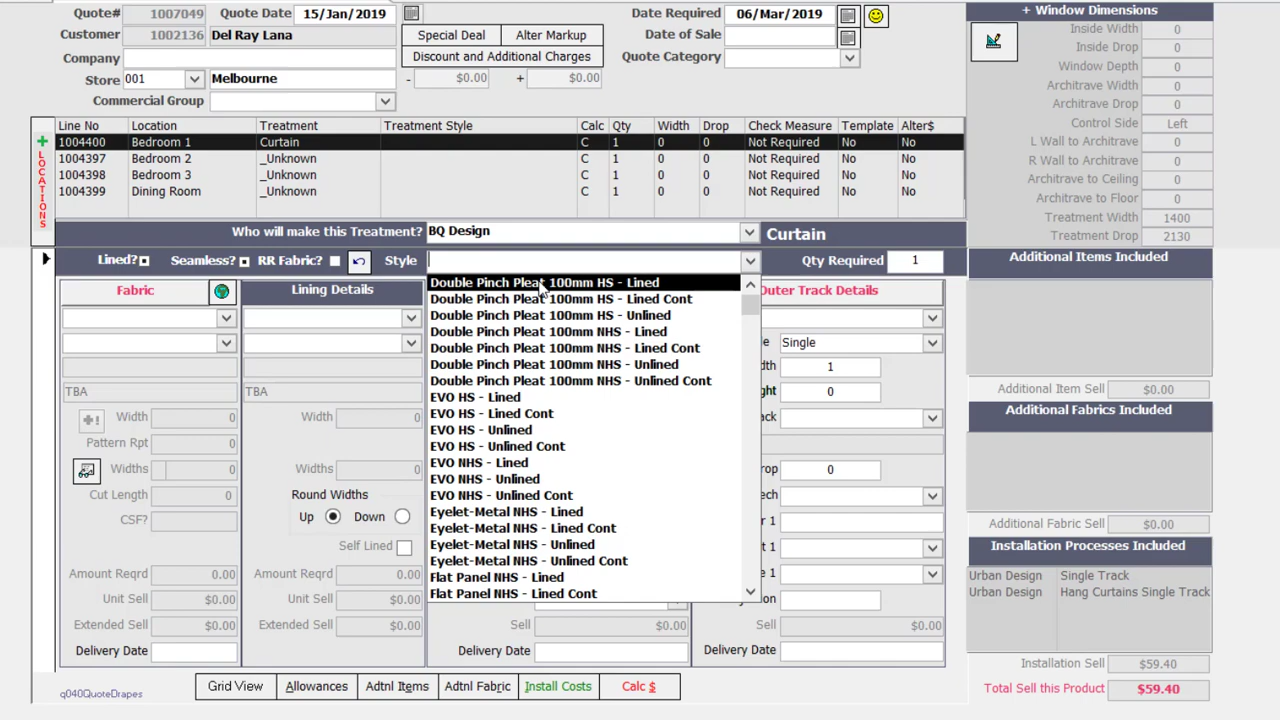 Quote# 1007049 Quote Date 15/Jan/2019 Date Required 06/Mar/2019
Customer 1002136 Del Ray Lana Special Deal Alter Markup Date of Sale
Company Discount and Additional Charges Quote Category
Store 001 Melbourne - $0.00 + $0.00
Commercial Group
+ Window Dimensions
Inside Width 0
Inside Drop 0
Window Depth 0
Architrave Width 0
Architrave Drop 0
Control Side Left
L Wall to Architrave 0
R Wall to Architrave 0
Architrave to Ceiling 0
Architrave to Floor 0
Treatment Width 1400
Treatment Drop 2130
LOCATIONS
Line No Location Treatment Treatment Style Calc Qty Width Drop Check Measure Template Alter$
1004400 Bedroom 1 Curtain C 1 0 0 Not Required No No
1004397 Bedroom 2 _Unknown C 1 0 0 Not Required No No
1004398 Bedroom 3 _Unknown C 1 0 0 Not Required No No
1004399 Dining Room _Unknown C 1 0 0 Not Required No No
Who will make this Treatment? BQ Design Curtain
Lined? Seamless? RR Fabric? Style Qty Required 1
Fabric
TBA
Width 0
Pattern Rpt 0
Widths 0
Cut Length 0
CSF?
Amount Reqrd 0.00
Unit Sell $0.00
Extended Sell $0.00
Delivery Date
Lining Details
TBA
Width 0
Widths 0
Round Widths
Up Down
Self Lined
Amount Reqrd 0.00
Unit Sell $0.00
Extended Sell $0.00
Double Pinch Pleat 100mm HS - Lined
Double Pinch Pleat 100mm HS - Lined Cont
Double Pinch Pleat 100mm HS - Unlined
Double Pinch Pleat 100mm NHS - Lined
Double Pinch Pleat 100mm NHS - Lined Cont
Double Pinch Pleat 100mm NHS - Unlined
Double Pinch Pleat 100mm NHS - Unlined Cont
EVO HS - Lined
EVO HS - Lined Cont
EVO HS - Unlined
EVO HS - Unlined Cont
EVO NHS - Lined
EVO NHS - Unlined
EVO NHS - Unlined Cont
Eyelet-Metal NHS - Lined
Eyelet-Metal NHS - Lined Cont
Eyelet-Metal NHS - Unlined
Eyelet-Metal NHS - Unlined Cont
Flat Panel NHS - Lined
Flat Panel NHS - Lined Cont
Sell $0.00
Delivery Date
Outer Track Details
Single
1
0
0
Sell $0.00
Delivery Date
Additional Items Included
Additional Item Sell $0.00
Additional Fabrics Included
Additional Fabric Sell $0.00
Installation Processes Included
Urban Design Single Track
Urban Design Hang Curtains Single Track
Installation Sell $59.40
Total Sell this Product $59.40
q040QuoteDrapes Grid View Allowances Adtnl Items Adtnl Fabric Install Costs Calc $